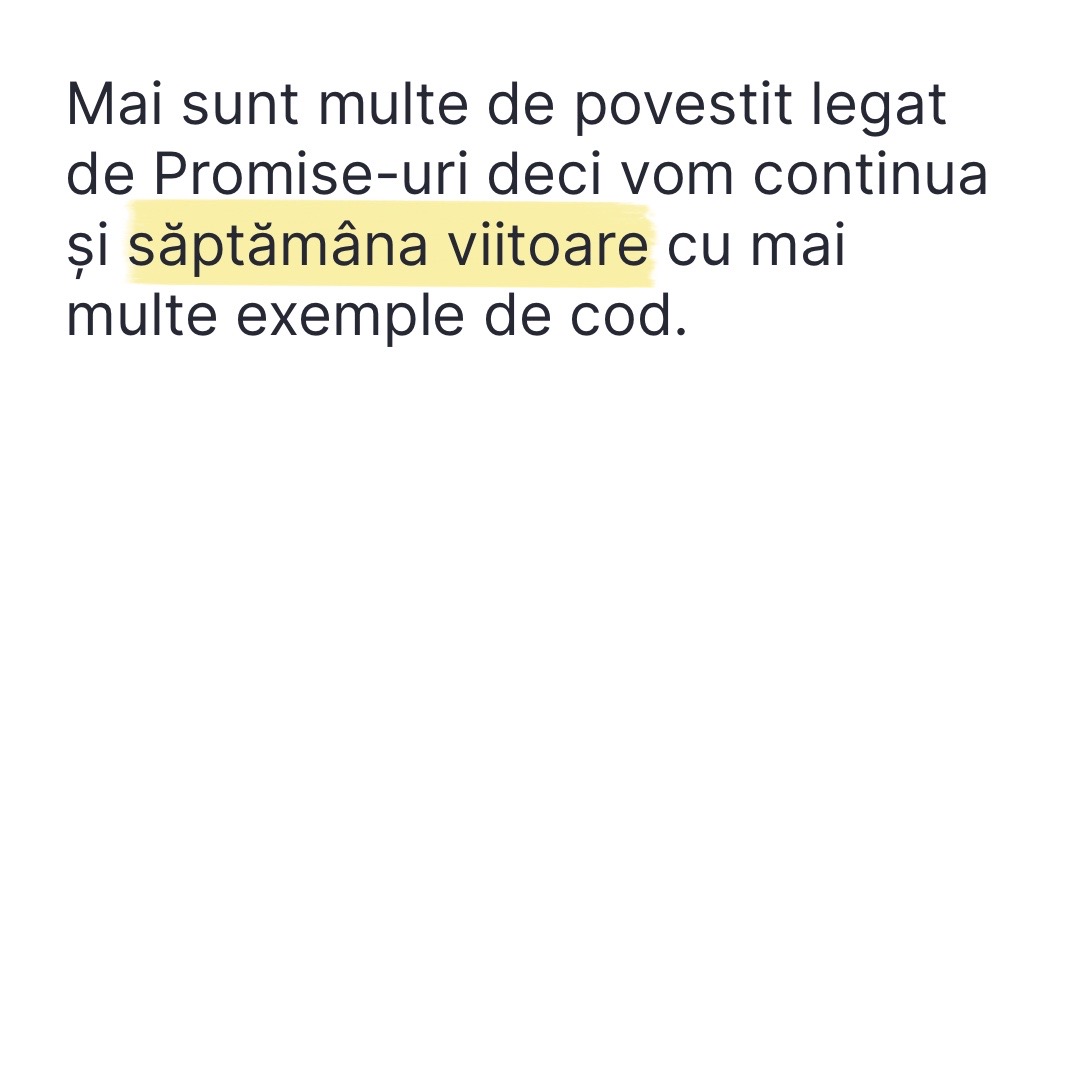 Mai sunt multe de povestit legat
de Promise-uri deci vom continua
și săptămâna viitoare cu mai
multe exemple de cod.